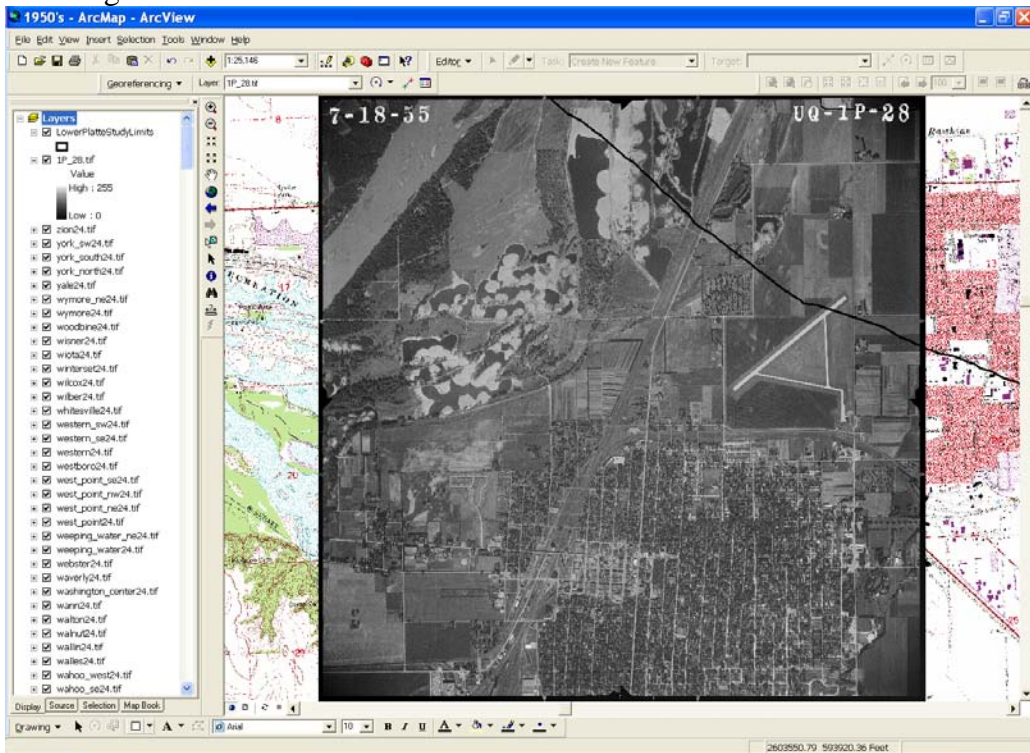 1950's - ArcMap - ArcView
File Edit View Insert Selection Tools Window Help
1:25,146
Editor
Task: Create New Feature
Target:
Georeferencing
Layer: 1P_28.tif
100
Layers
LowerPlatteStudyLimits
1P_28.tif
Value
High : 255
Low : 0
zion24.tif
york_sw24.tif
york_south24.tif
york_north24.tif
yale24.tif
wymore_ne24.tif
wymore24.tif
woodbine24.tif
wisner24.tif
wiota24.tif
winterset24.tif
wilcox24.tif
wilber24.tif
whitesville24.tif
western_sw24.tif
western_se24.tif
western24.tif
westboro24.tif
west_point_se24.tif
west_point_nw24.tif
west_point_ne24.tif
west_point24.tif
weeping_water_ne24.tif
weeping_water24.tif
webster24.tif
waverly24.tif
washington_center24.tif
wann24.tif
walton24.tif
walnut24.tif
wallin24.tif
walles24.tif
wahoo_west24.tif
wahoo_se24.tif
7-18-55
UQ-1P-28
8
17
20
13
25
Display Source Selection Map Book
Drawing
Arial
10
B I U A
2603550.79 593920.36 Feet